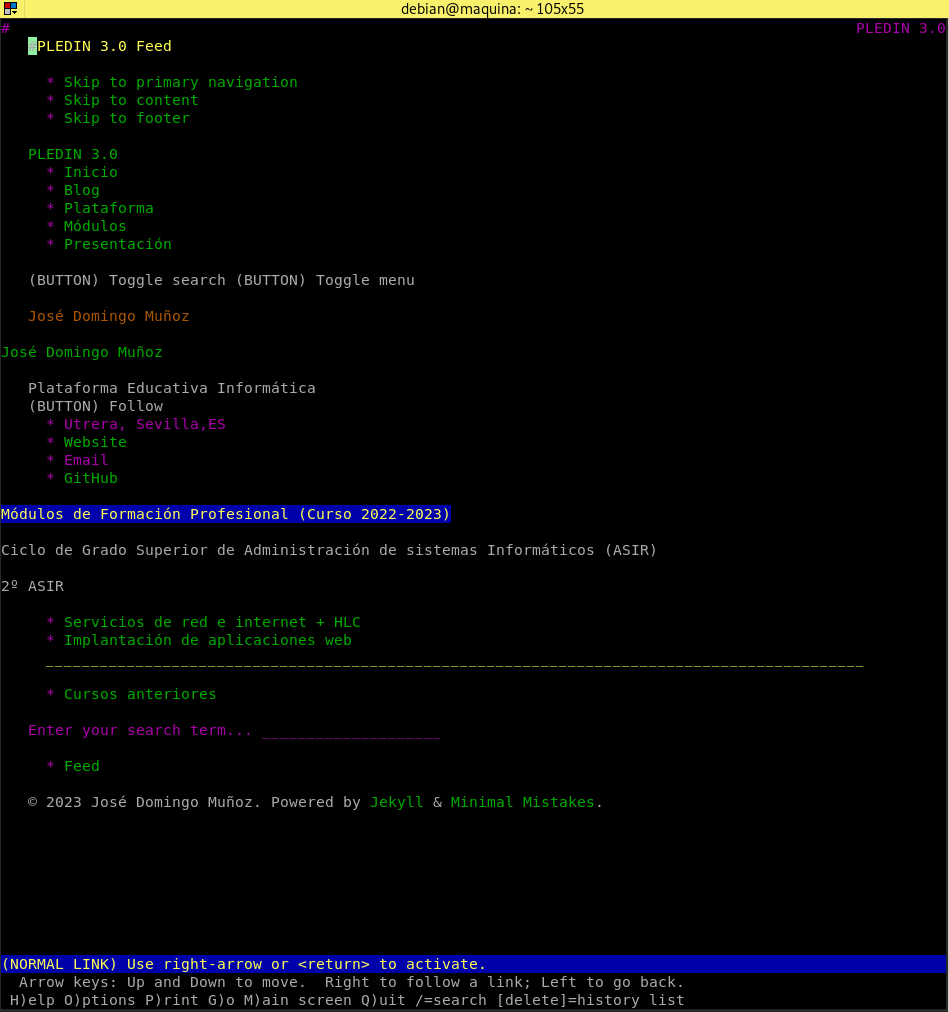 debian@maquina: ~ 105x55
# PLEDIN 3.0
#PLEDIN 3.0 Feed
* Skip to primary navigation
* Skip to content
* Skip to footer
PLEDIN 3.0
* Inicio
* Blog
* Plataforma
* Módulos
* Presentación
(BUTTON) Toggle search (BUTTON) Toggle menu
José Domingo Muñoz
José Domingo Muñoz
Plataforma Educativa Informática
(BUTTON) Follow
* Utrera, Sevilla,ES
* Website
* Email
* GitHub
Módulos de Formación Profesional (Curso 2022-2023)
Ciclo de Grado Superior de Administración de sistemas Informáticos (ASIR)
2º ASIR
* Servicios de red e internet + HLC
* Implantación de aplicaciones web
___________________________________________________________________________________________
* Cursos anteriores
Enter your search term... ____________________
* Feed
© 2023 José Domingo Muñoz. Powered by Jekyll & Minimal Mistakes.
(NORMAL LINK) Use right-arrow or <return> to activate.
Arrow keys: Up and Down to move.  Right to follow a link; Left to go back.
H)elp O)ptions P)rint G)o M)ain screen Q)uit /=search [delete]=history list